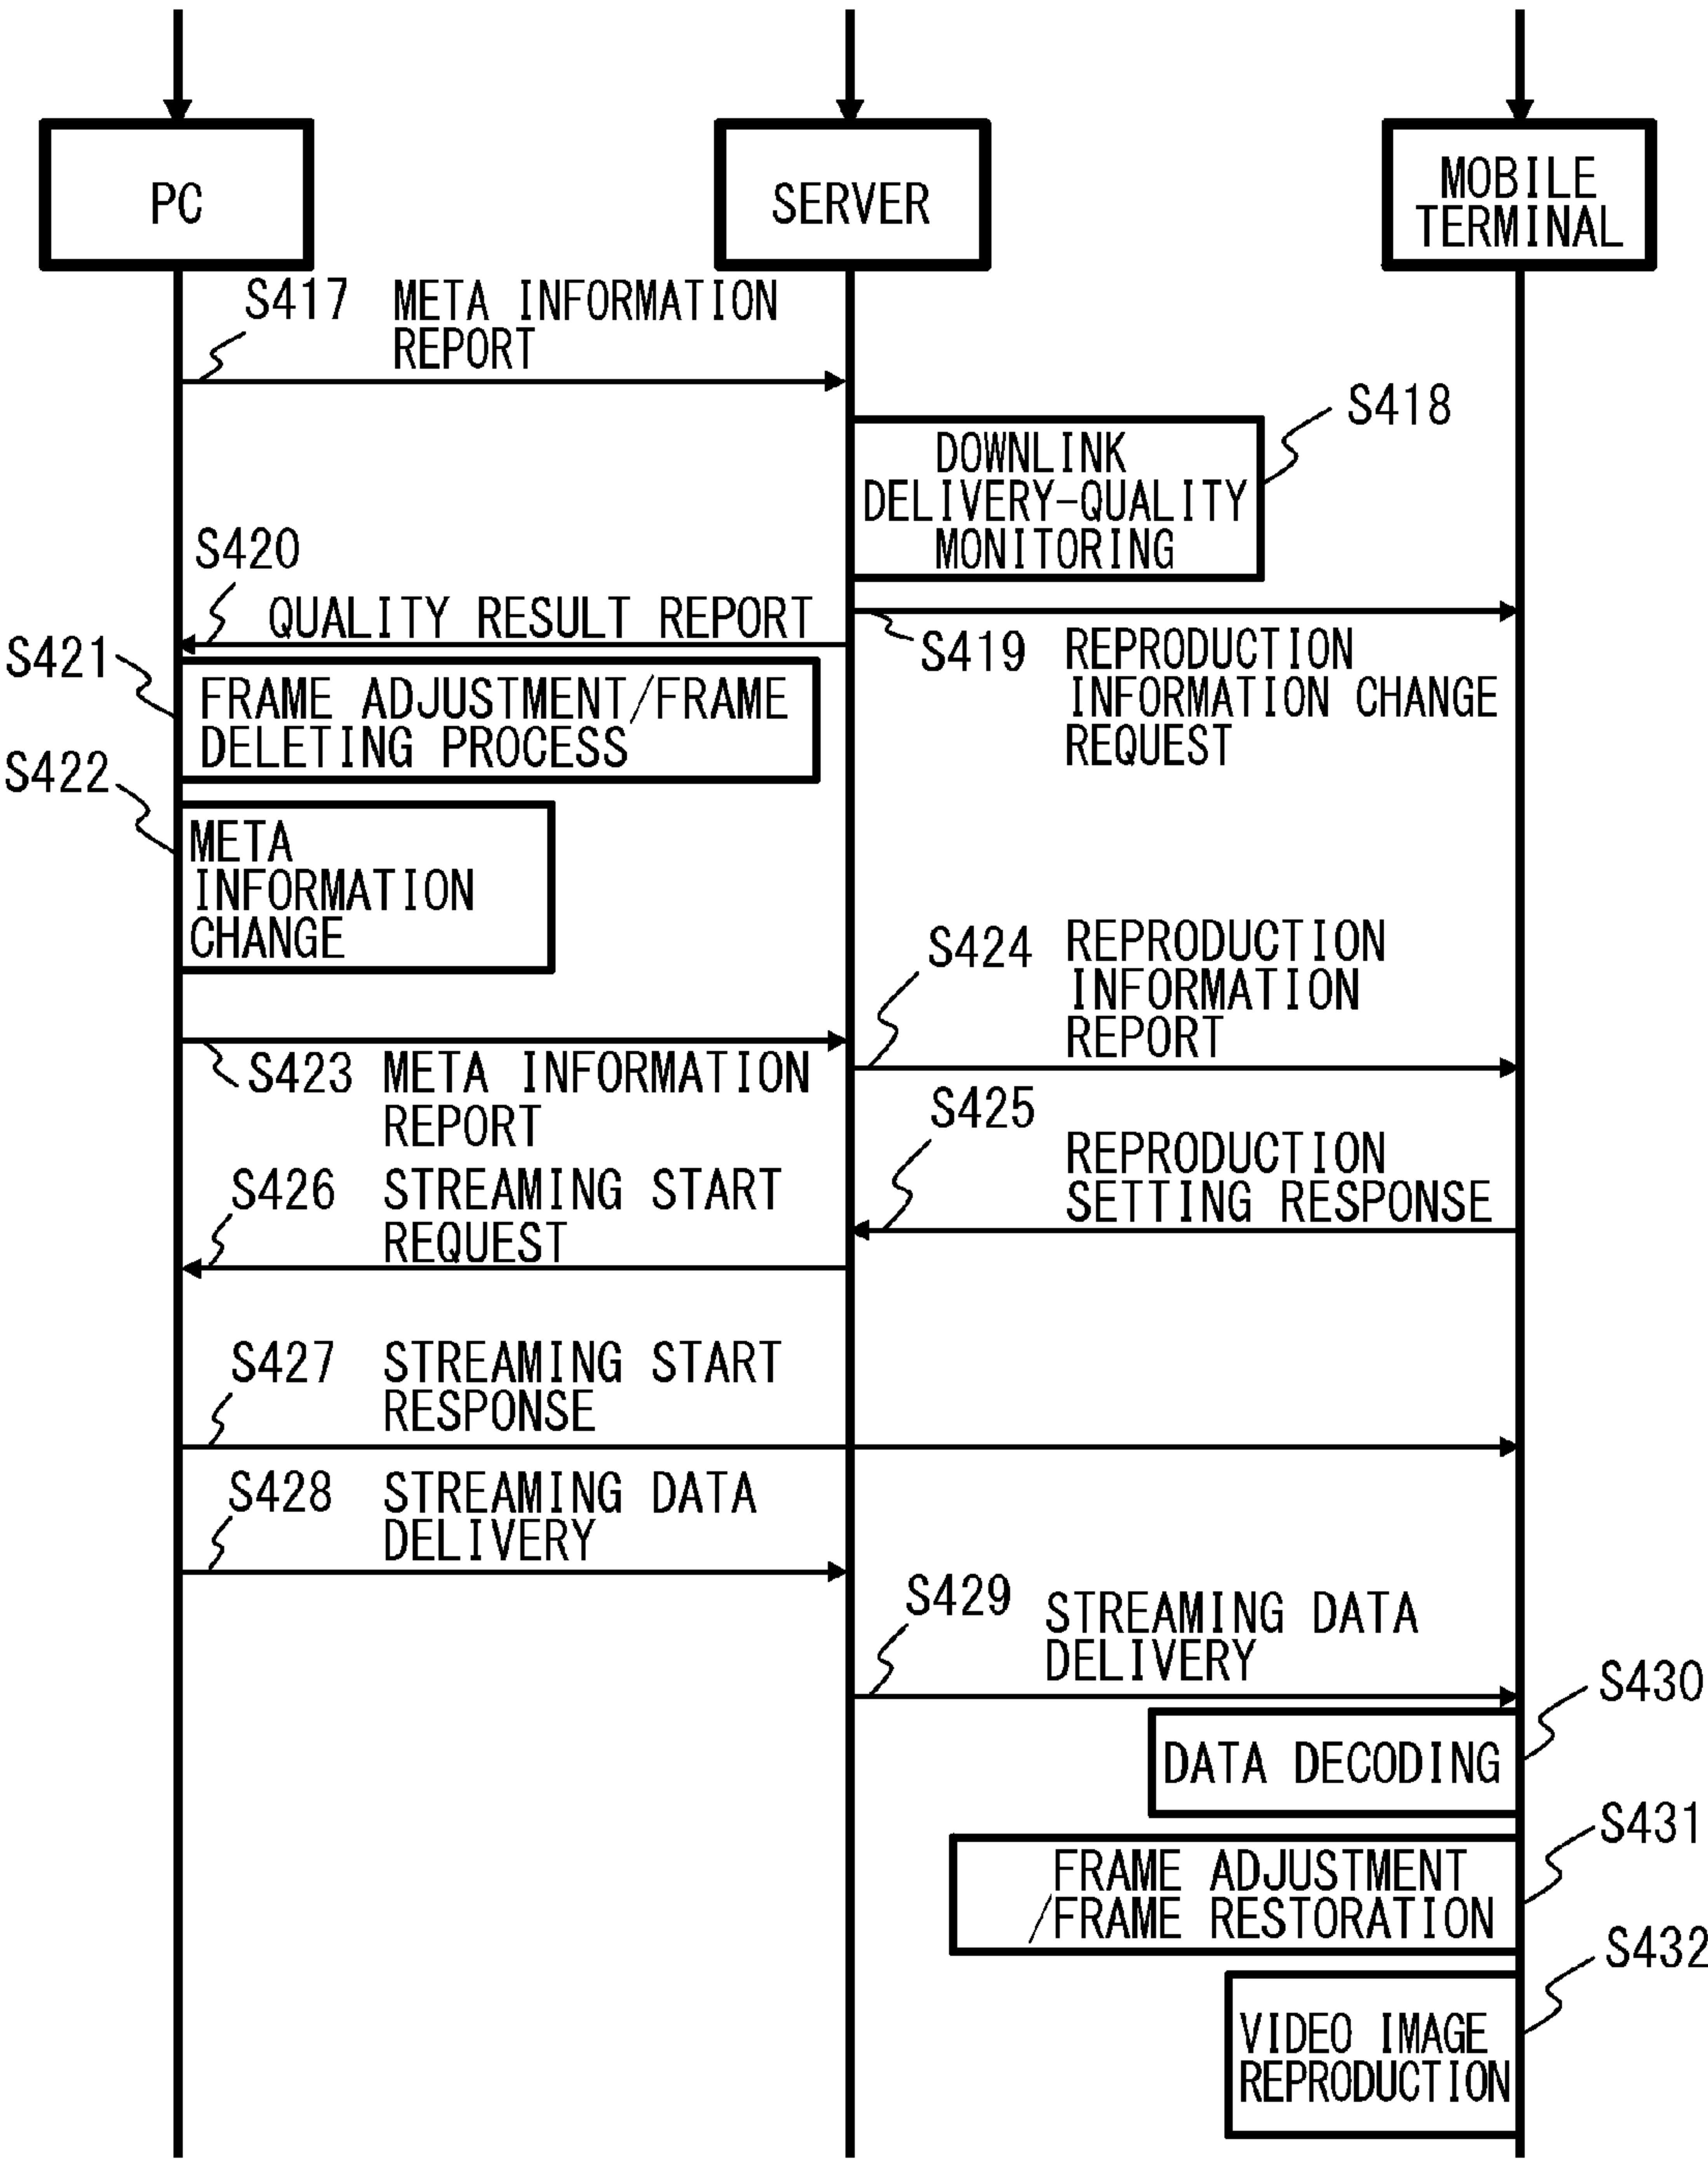 PC
SERVER
MOBILE
TERMINAL
S417
META INFORMATION
REPORT
S418
DOWNLINK
DELIVERY-QUALITY
MONITORING
S420
QUALITY RESULT REPORT
S419
REPRODUCTION
INFORMATION CHANGE
REQUEST
S421
FRAME ADJUSTMENT/FRAME
DELETING PROCESS
S422
META
INFORMATION
CHANGE
S424
REPRODUCTION
INFORMATION
REPORT
S423
META INFORMATION
REPORT
S425
REPRODUCTION
SETTING RESPONSE
S426
STREAMING START
REQUEST
S427
STREAMING START
RESPONSE
S428
STREAMING DATA
DELIVERY
S429
STREAMING DATA
DELIVERY
S430
DATA DECODING
S431
FRAME ADJUSTMENT
/FRAME RESTORATION
S432
VIDEO IMAGE
REPRODUCTION